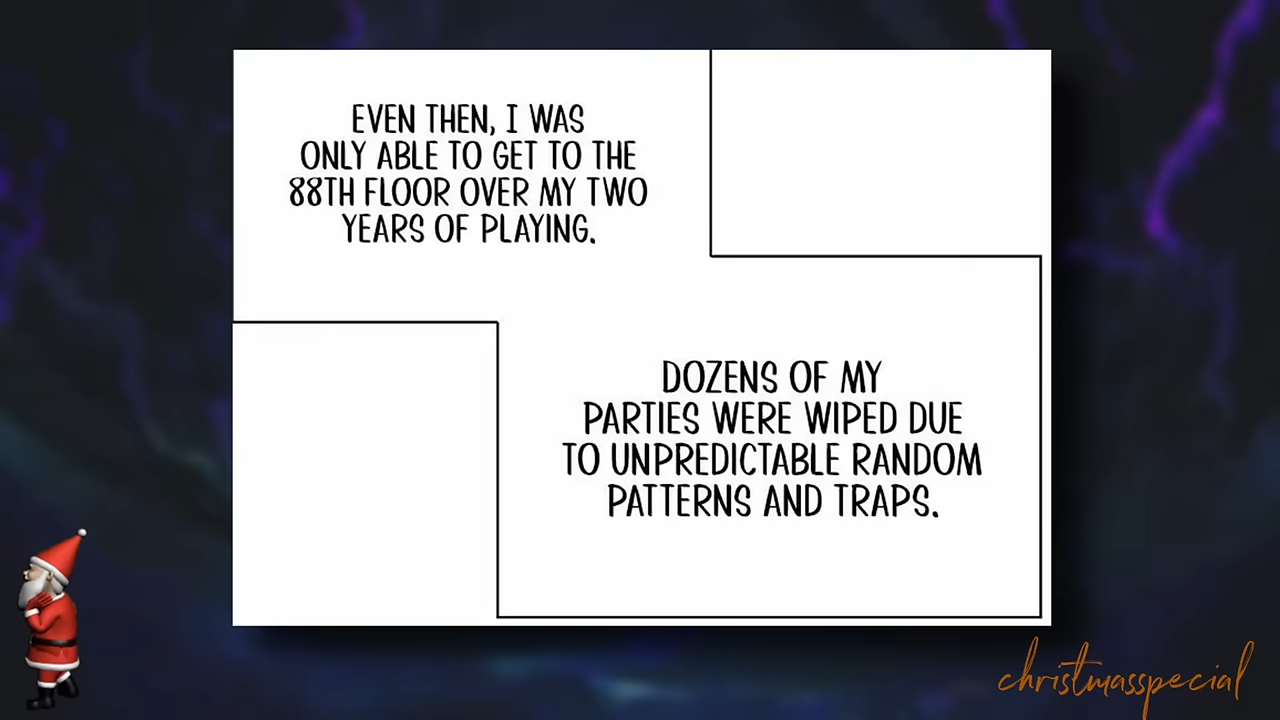 EVEN THEN, I WAS
ONLY ABLE TO GET TO THE
88TH FLOOR OVER MY TWO
YEARS OF PLAYING.
DOZENS OF MY
PARTIES WERE WIPED DUE
TO UNPREDICTABLE RANDOM
PATTERNS AND TRAPS.
christmasspecial